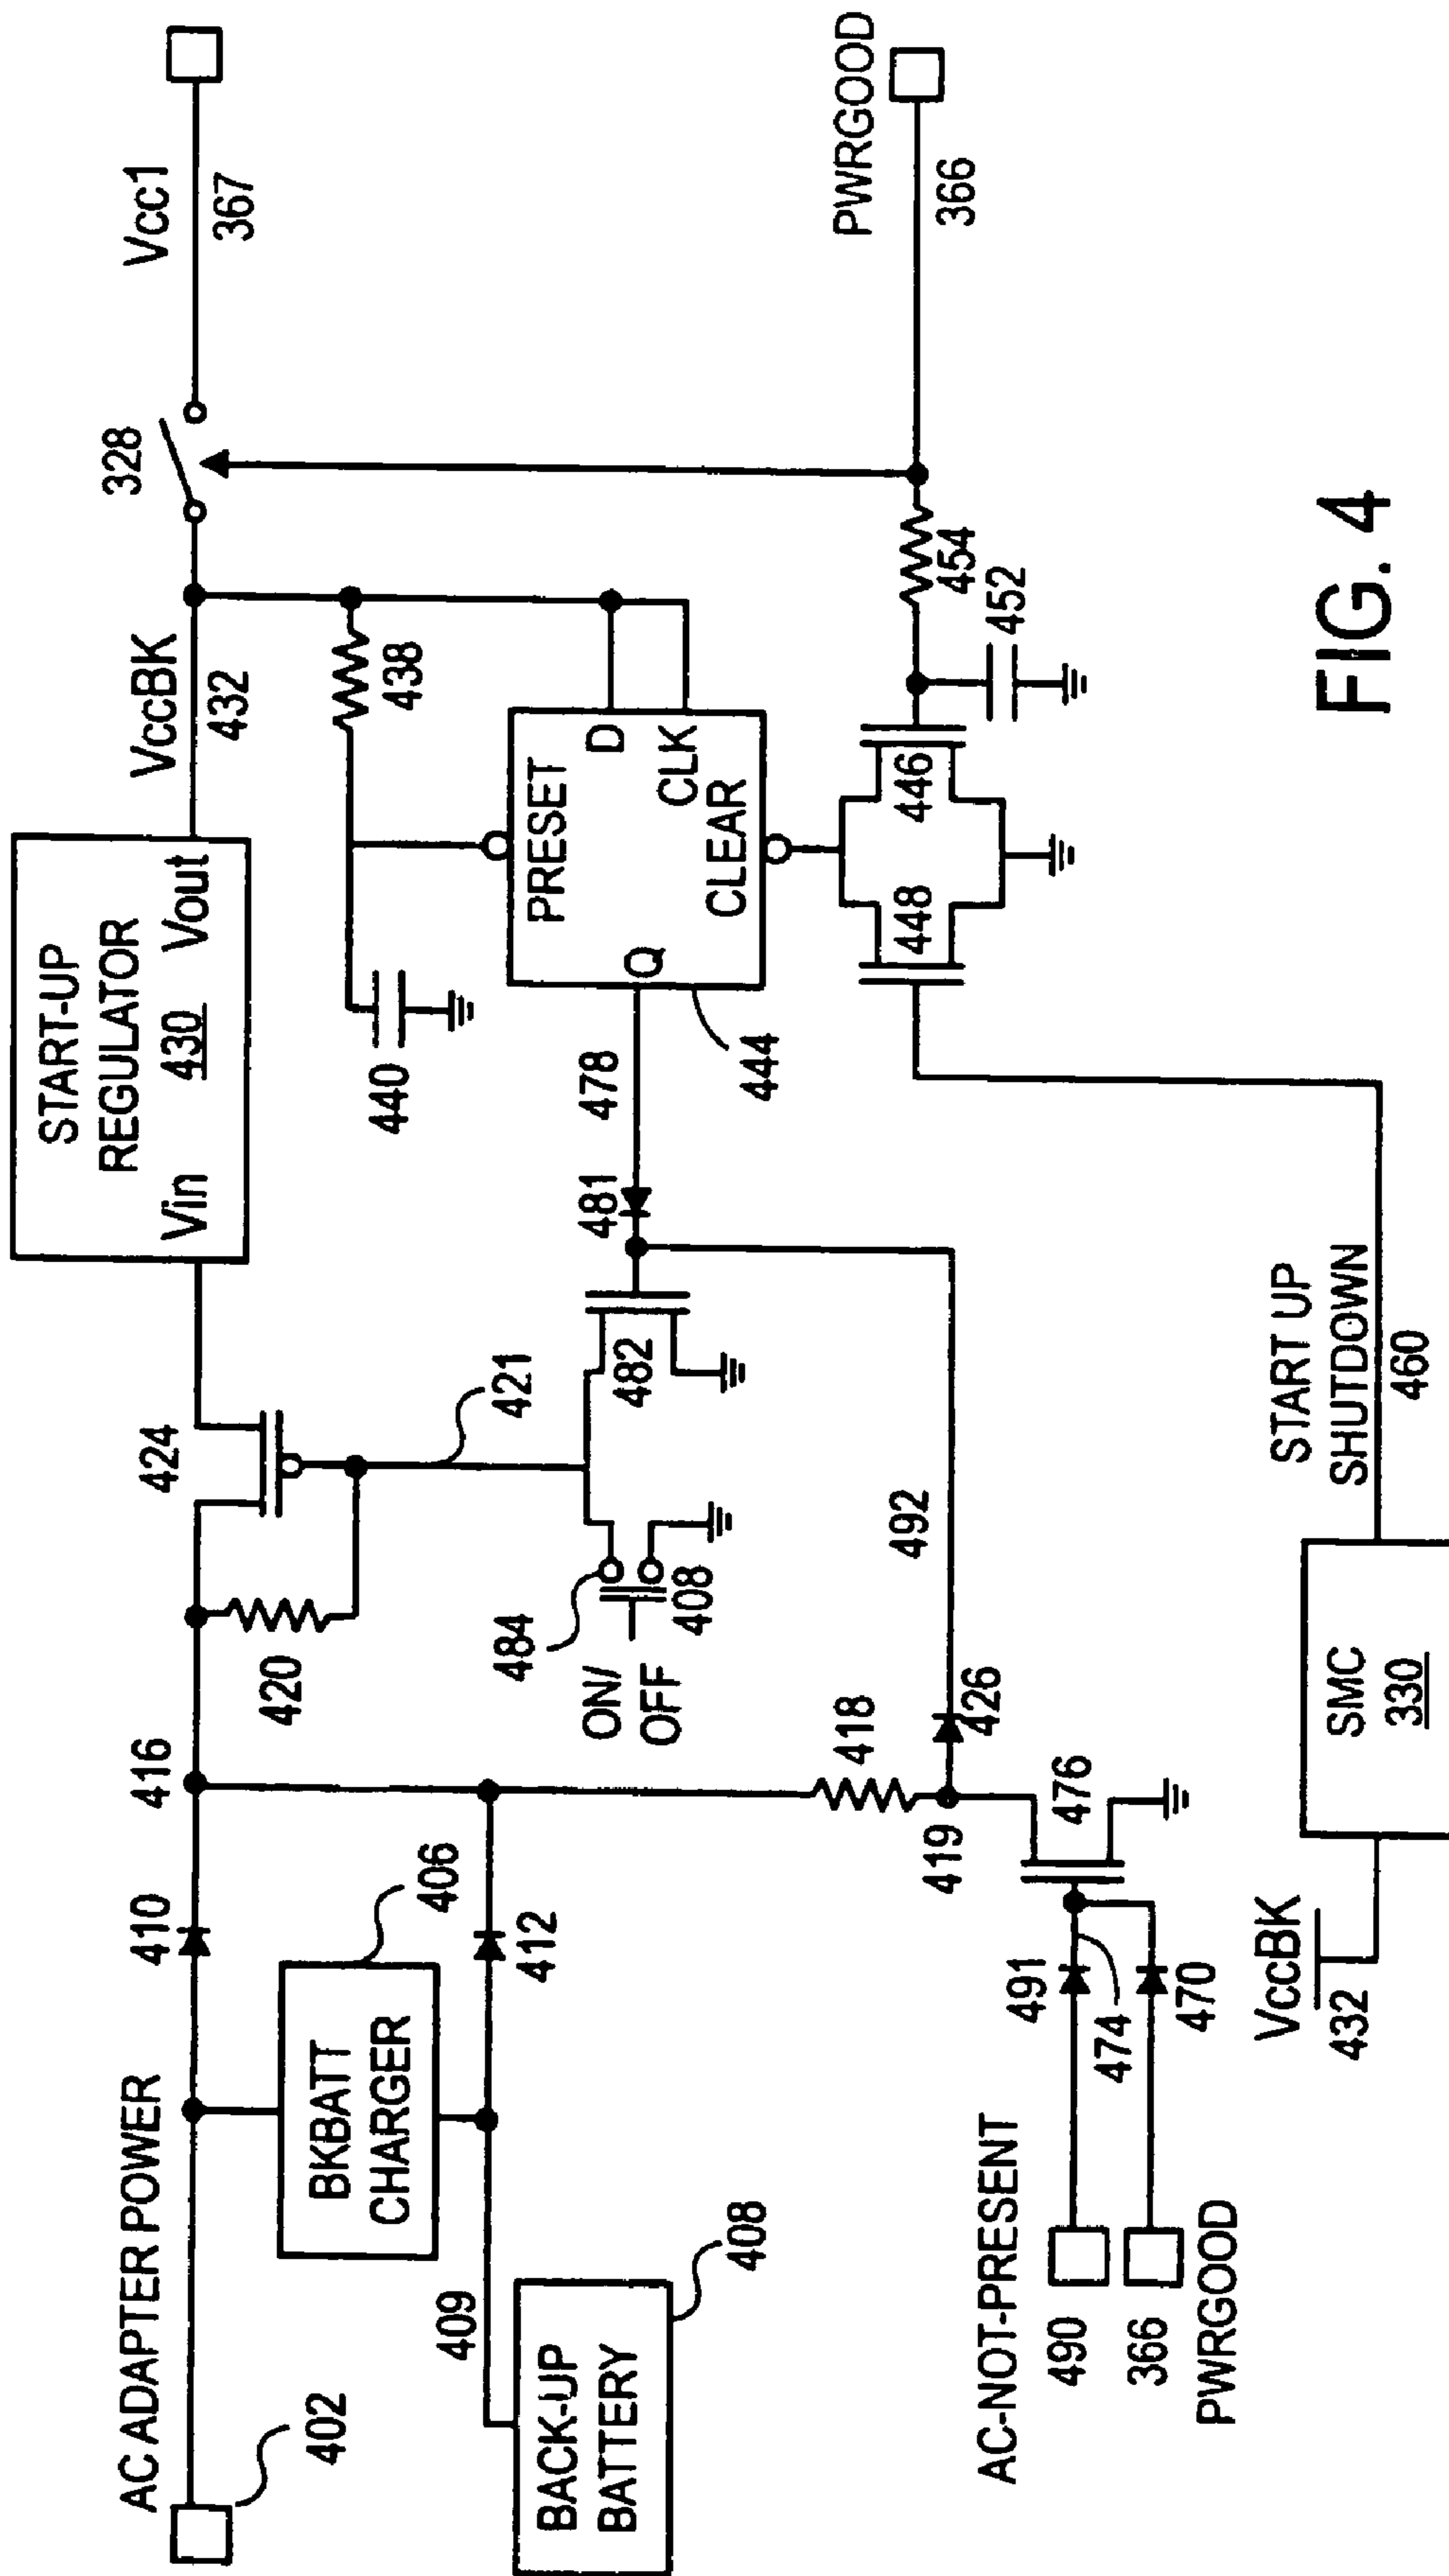 AC ADAPTER POWER
402
410
416
406
BKBATT
CHARGER
412
409
BACK-UP
BATTERY
408
420
424
421
START-UP
REGULATOR
430
Vin
Vout
VccBK
432
328
Vcc1
367
438
440
PRESET
D
CLK
CLEAR
Q
444
478
481
482
484
ON/
OFF
408
418
419
426
492
476
AC-NOT-PRESENT
490
491
474
366
470
PWRGOOD
448
446
452
454
PWRGOOD
366
VccBK
432
SMC
330
START UP
SHUTDOWN
460
FIG. 4